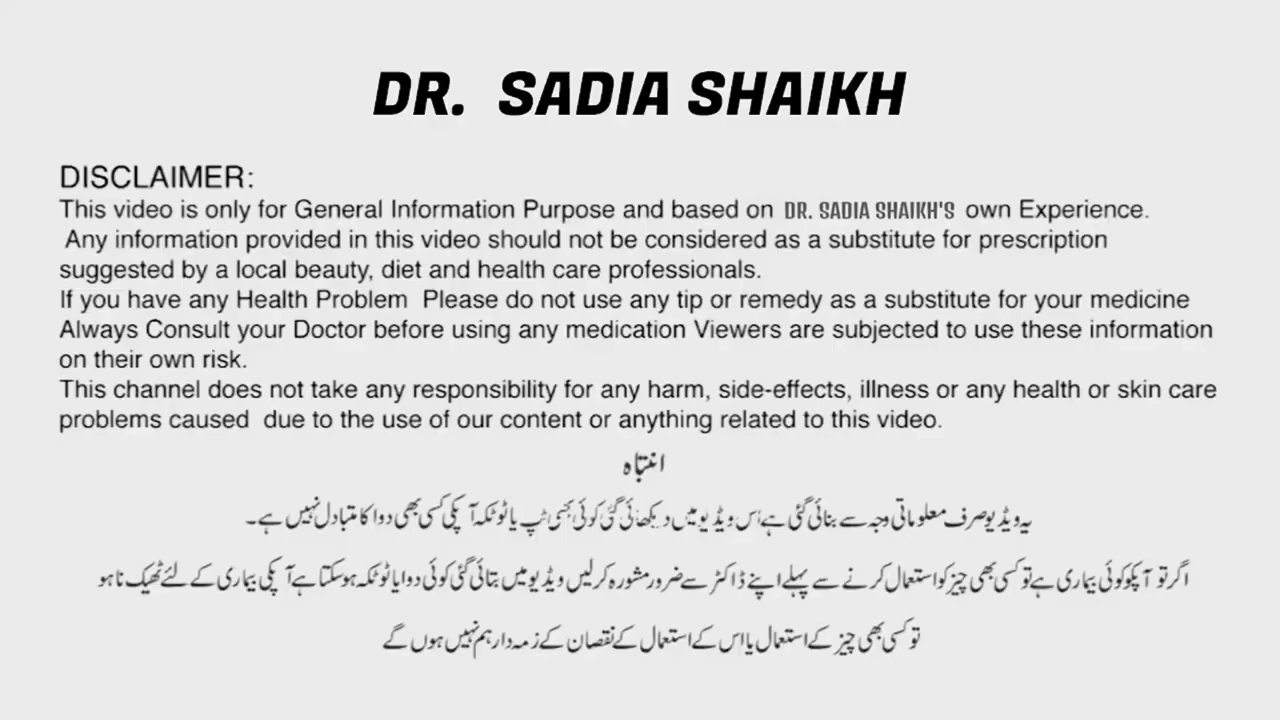 DR. SADIA SHAIKH
DISCLAIMER:
This video is only for General Information Purpose and based on DR. SADIA SHAIKH'S own Experience.
Any information provided in this video should not be considered as a substitute for prescription
suggested by a local beauty, diet and health care professionals.
If you have any Health Problem Please do not use any tip or remedy as a substitute for your medicine
Always Consult your Doctor before using any medication Viewers are subjected to use these information
on their own risk.
This channel does not take any responsibility for any harm, side-effects, illness or any health or skin care
problems caused due to the use of our content or anything related to this video.
انتباہ
یہ ویڈیو صرف معلوماتی وجہ سے بنائی گئی ہے اس ویڈیو میں دیکھائی گئی کوئی بھی ٹپ یا ٹوٹکہ آپکی کسی بھی دوا کا متبادل نہیں ہے۔
اگر تو آپکو کوئی بیماری ہے تو کسی بھی چیز کو استعمال کرنے سے پہلے اپنے ڈاکٹر سے ضرور مشورہ کر لیں ویڈیو میں بتائی گئی کوئی دوا یا ٹوٹکہ ہو سکتا ہے آپکی بیماری کے لئے ٹھیک نا ہو
تو کسی بھی چیز کے استعمال یا اس کے استعمال کے نقصان کے زمہ دار ہم نہیں ہوں گے